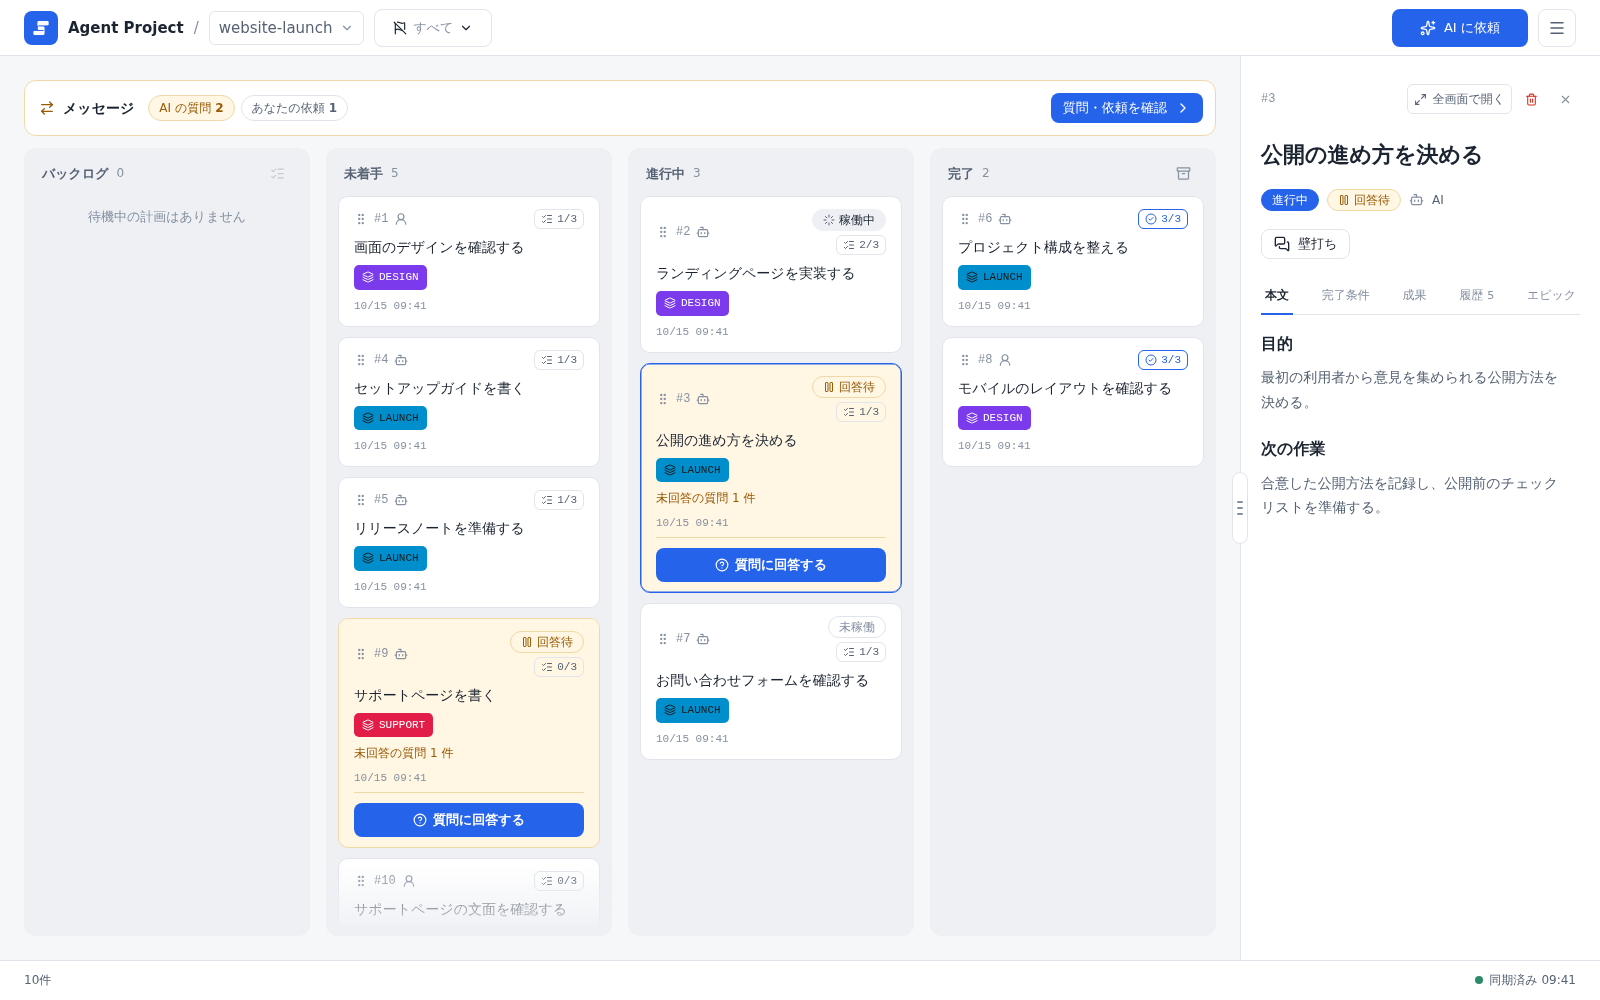 Agent Project / website-launch すべて AI に依頼
メッセージ AI の質問 2 あなたの依頼 1 質問・依頼を確認
バックログ 0
待機中の計画はありません
未着手 5
#1 1/3
画面のデザインを確認する
DESIGN
10/15 09:41
#4 1/3
セットアップガイドを書く
LAUNCH
10/15 09:41
#5 1/3
リリースノートを準備する
LAUNCH
10/15 09:41
#9 回答待
0/3
サポートページを書く
SUPPORT
未回答の質問 1 件
10/15 09:41
質問に回答する
#10 0/3
サポートページの文面を確認する
進行中 3
#2 稼働中
2/3
ランディングページを実装する
DESIGN
10/15 09:41
#3 回答待
1/3
公開の進め方を決める
LAUNCH
未回答の質問 1 件
10/15 09:41
質問に回答する
#7 未稼働
1/3
お問い合わせフォームを確認する
LAUNCH
10/15 09:41
完了 2
#6 3/3
プロジェクト構成を整える
LAUNCH
10/15 09:41
#8 3/3
モバイルのレイアウトを確認する
DESIGN
10/15 09:41
#3 全画面で開く
公開の進め方を決める
進行中 回答待 AI
壁打ち
本文 完了条件 成果 履歴 5 エピック
目的
最初の利用者から意見を集められる公開方法を
決める。
次の作業
合意した公開方法を記録し、公開前のチェック
リストを準備する。
10件
同期済み 09:41